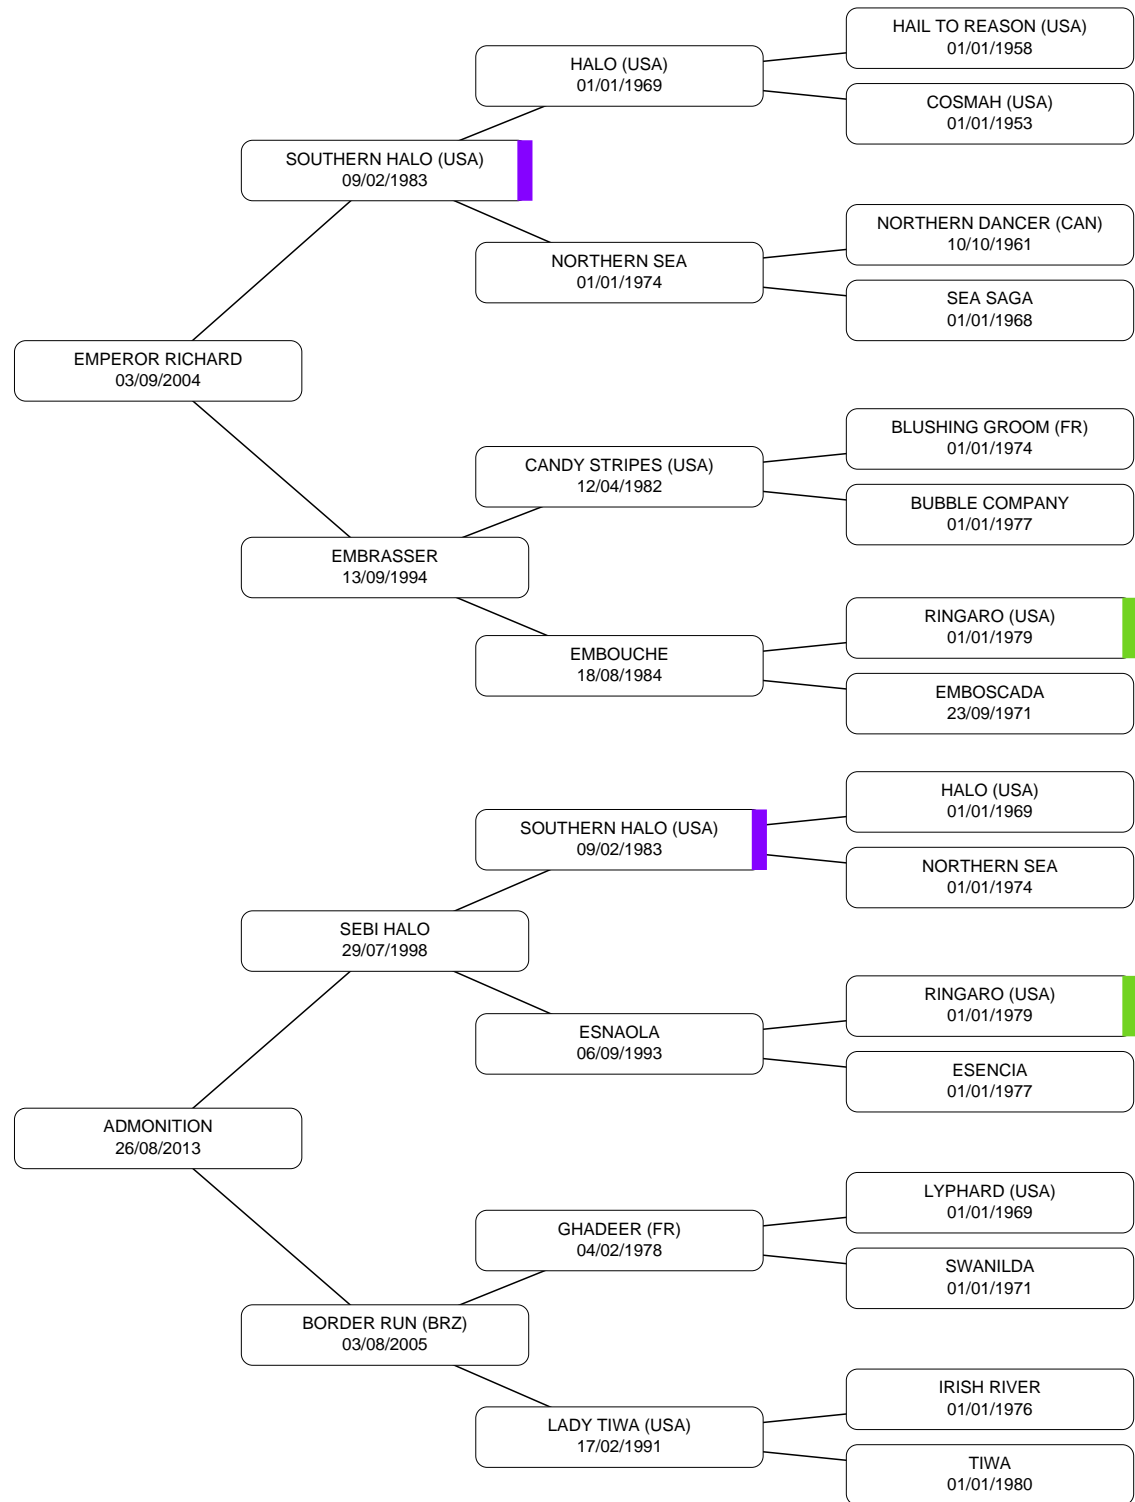 HAIL TO REASON (USA)
01/01/1958
HALO (USA)
01/01/1969
COSMAH (USA)
01/01/1953
SOUTHERN HALO (USA)
09/02/1983
NORTHERN DANCER (CAN)
10/10/1961
NORTHERN SEA
01/01/1974
SEA SAGA
01/01/1968
EMPEROR RICHARD
03/09/2004
BLUSHING GROOM (FR)
01/01/1974
CANDY STRIPES (USA)
12/04/1982
BUBBLE COMPANY
01/01/1977
EMBRASSER
13/09/1994
RINGARO (USA)
01/01/1979
EMBOUCHE
18/08/1984
EMBOSCADA
23/09/1971
HALO (USA)
01/01/1969
SOUTHERN HALO (USA)
09/02/1983
NORTHERN SEA
01/01/1974
SEBI HALO
29/07/1998
RINGARO (USA)
01/01/1979
ESNAOLA
06/09/1993
ESENCIA
01/01/1977
ADMONITION
26/08/2013
LYPHARD (USA)
01/01/1969
GHADEER (FR)
04/02/1978
SWANILDA
01/01/1971
BORDER RUN (BRZ)
03/08/2005
IRISH RIVER
01/01/1976
LADY TIWA (USA)
17/02/1991
TIWA
01/01/1980